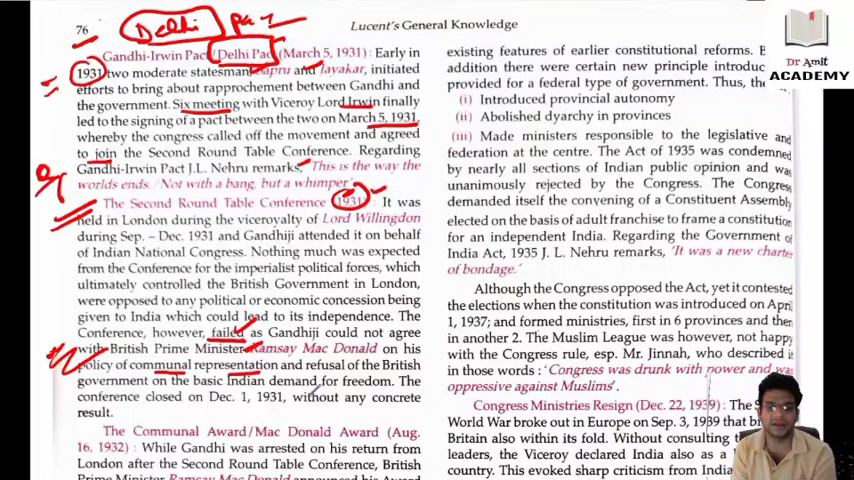 Delhi pact
76
Lucent's General Knowledge
Gandhi-Irwin Pact/Delhi Pact (March 5, 1931) : Early in
1931 two moderate statesman, Sapru and Jayakar, initiated
efforts to bring about rapprochement between Gandhi and
the government. Six meeting with Viceroy Lord Irwin finally
led to the signing of a pact between the two on March 5, 1931,
whereby the congress called off the movement and agreed
to join the Second Round Table Conference. Regarding
Gandhi-Irwin Pact J.L. Nehru remarks, 'This is the way the
worlds ends. /Not with a bang, but a whimper'
The Second Round Table Conference 1931 : It was
held in London during the viceroyalty of Lord Willingdon
during Sep. – Dec. 1931 and Gandhiji attended it on behalf
of Indian National Congress. Nothing much was expected
from the Conference for the imperialist political forces, which
ultimately controlled the British Government in London,
were opposed to any political or economic concession being
given to India which could lead to its independence. The
Conference, however, failed as Gandhiji could not agree
with British Prime Minister Ramsay Mac Donald on his
policy of communal representation and refusal of the British
government on the basic Indian demand for freedom. The
conference closed on Dec. 1, 1931, without any concrete
result.
The Communal Award/Mac Donald Award (Aug.
16, 1932) : While Gandhi was arrested on his return from
London after the Second Round Table Conference, British
Prime Minister Ramsay Mac Donald announced his Award
existing features of earlier constitutional reforms.
addition there were certain new principle
provided for a federal type of government. Thus, the
(i) Introduced provincial autonomy
(ii) Abolished dyarchy in provinces
(iii) Made ministers responsible to the legislative and
federation at the centre. The Act of 1935 was condemned
by nearly all sections of Indian public opinion and was
unanimously rejected by the Congress. The Congress
demanded itself the convening of a Constituent Assembly
elected on the basis of adult franchise to frame a constitution
for an independent India. Regarding the Government of
India Act, 1935 J. L. Nehru remarks, 'It was a new charter
of bondage.'
Although the Congress opposed the Act, yet it contested
the elections when the constitution was introduced on April
1, 1937; and formed ministries, first in 6 provinces and then
in another 2. The Muslim League was however, not happy
with the Congress rule, esp. Mr. Jinnah, who described it
in those words : 'Congress was drunk with power and was
oppressive against Muslims'.
Congress Ministries Resign (Dec. 22, 1939) : The
World War broke out in Europe on Sep. 3, 1939 that
Britain also within its fold. Without consulting
leaders, the Viceroy declared India also as a
country. This evoked sharp criticism from
Dr Amit
ACADEMY